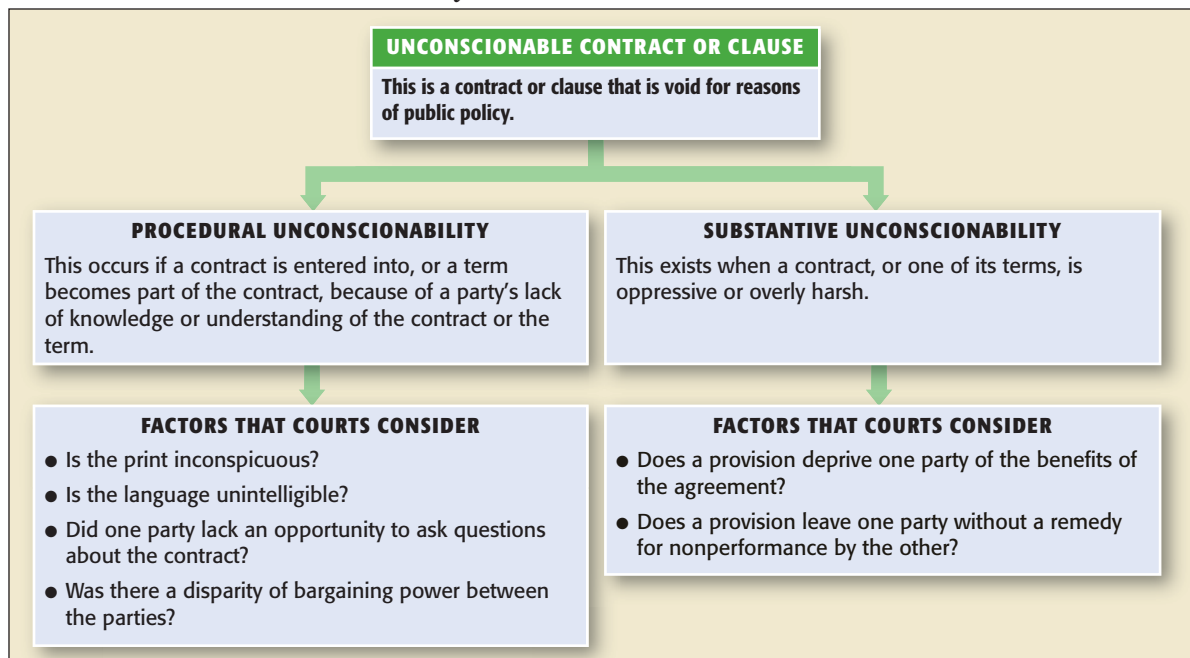 UNCONSCIONABLE CONTRACT OR CLAUSE
This is a contract or clause that is void for reasons
of public policy.
PROCEDURAL UNCONSCIONABILITY
This occurs if a contract is entered into, or a term
becomes part of the contract, because of a party’s lack
of knowledge or understanding of the contract or the
term.
SUBSTANTIVE UNCONSCIONABILITY
This exists when a contract, or one of its terms, is
oppressive or overly harsh.
FACTORS THAT COURTS CONSIDER
● Is the print inconspicuous?
● Is the language unintelligible?
● Did one party lack an opportunity to ask questions
about the contract?
● Was there a disparity of bargaining power between
the parties?
FACTORS THAT COURTS CONSIDER
● Does a provision deprive one party of the benefits of
the agreement?
● Does a provision leave one party without a remedy
for nonperformance by the other?